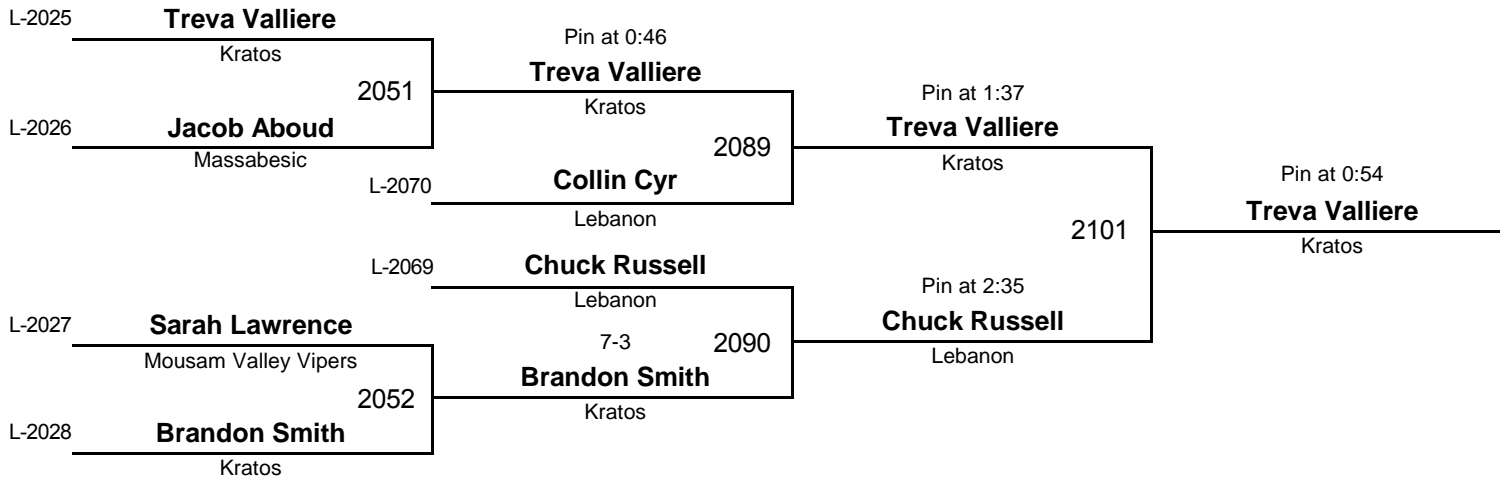 L-2025
Treva Valliere
Kratos
2051
L-2026
Jacob Aboud
Massabesic
Pin at 0:46
Treva Valliere
Kratos
2089
L-2070
Collin Cyr
Lebanon
L-2069
Chuck Russell
Lebanon
2090
L-2027
Sarah Lawrence
Mousam Valley Vipers
2052
L-2028
Brandon Smith
Kratos
7-3
Brandon Smith
Kratos
Pin at 1:37
Treva Valliere
Kratos
2101
Pin at 2:35
Chuck Russell
Lebanon
Pin at 0:54
Treva Valliere
Kratos